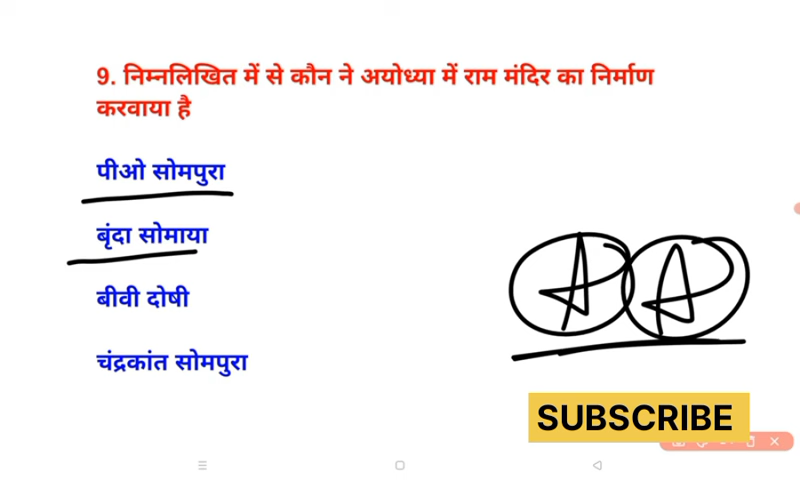 9. निम्नलिखित में से कौन ने अयोध्या में राम मंदिर का निर्माण
करवाया है
पीओ सोमपुरा
बृंदा सोमाया
बीवी दोषी
चंद्रकांत सोमपुरा
A A
SUBSCRIBE